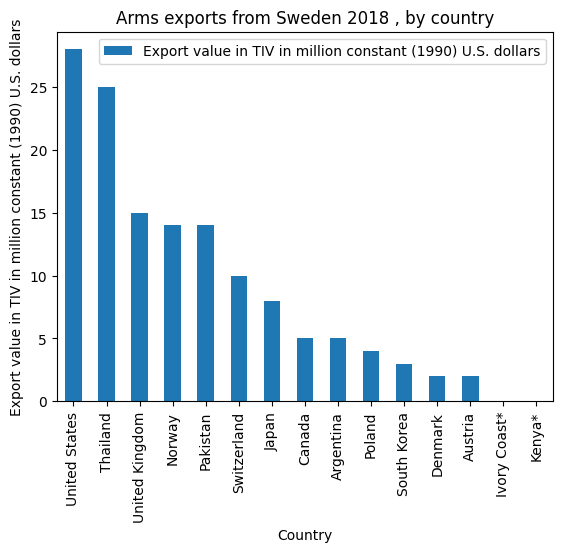 Arms exports from Sweden 2018 , by country
Export value in TIV in million constant (1990) U.S. dollars
Export value in TIV in million constant (1990) U.S. dollars
25
20
15
10
5
0
United States
Thailand
United Kingdom
Norway
Pakistan
Switzerland
Japan
Canada
Argentina
Poland
South Korea
Denmark
Austria
Ivory Coast*
Kenya*
Country